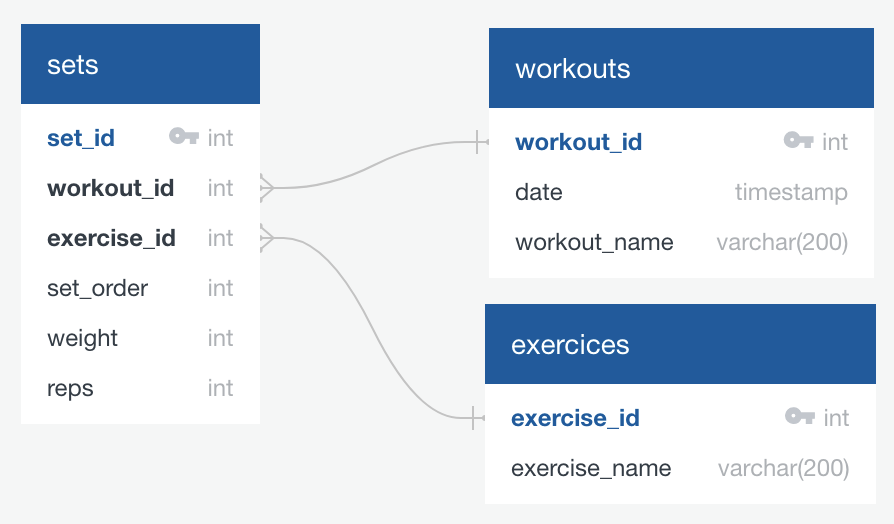 sets
set_id int
workout_id int
exercise_id int
set_order int
weight int
reps int
workouts
workout_id int
date timestamp
workout_name varchar(200)
exercices
exercise_id int
exercise_name varchar(200)